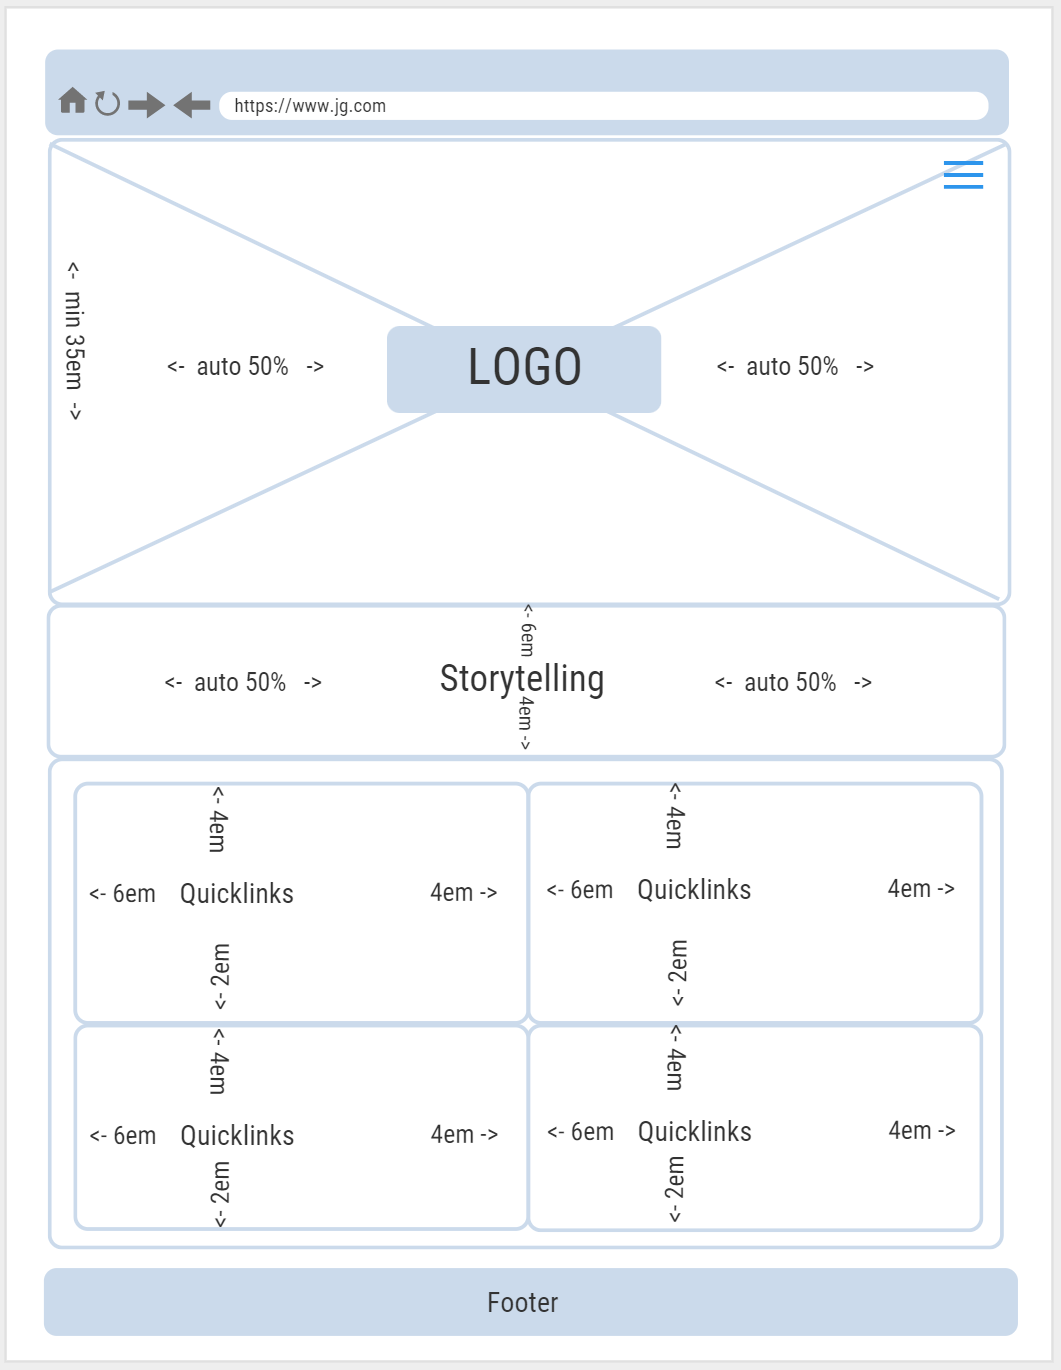 https://www.jg.com
<- min 35em ->
<- auto 50% ->
LOGO
<- auto 50% ->
<- 6em
<- auto 50% ->
Storytelling
<- auto 50% ->
4em ->
<- 4em
<- 4em
<- 6em
Quicklinks
4em ->
<- 6em
Quicklinks
4em ->
<- 2em
<- 2em
<- 4em
<- 4em
<- 6em
Quicklinks
4em ->
<- 6em
Quicklinks
4em ->
<- 2em
<- 2em
Footer